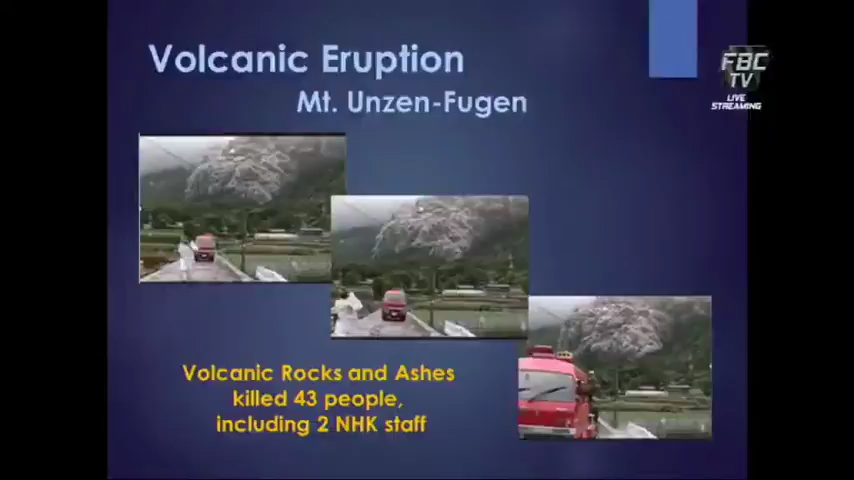 Volcanic Eruption
Mt. Unzen-Fugen
FBC
TV
LIVE
STREAMING
Volcanic Rocks and Ashes
killed 43 people,
including 2 NHK staff